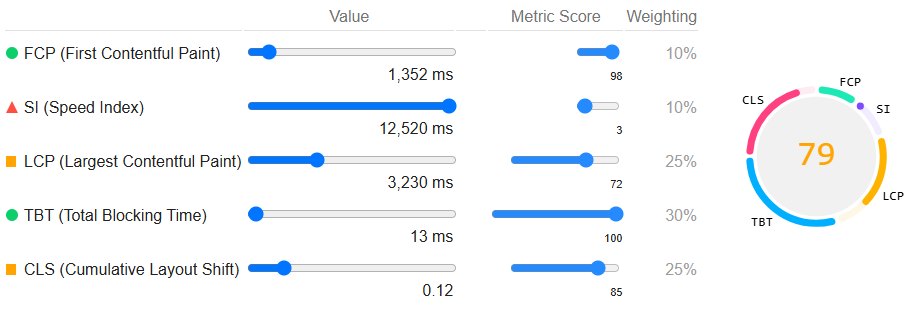 Value Metric Score Weighting
FCP (First Contentful Paint) 10%
1,352 ms 98
SI (Speed Index) 10%
12,520 ms 3
LCP (Largest Contentful Paint) 25%
3,230 ms 72
TBT (Total Blocking Time) 30%
13 ms 100
CLS (Cumulative Layout Shift) 25%
0.12 85
FCP
CLS
SI
79
LCP
TBT